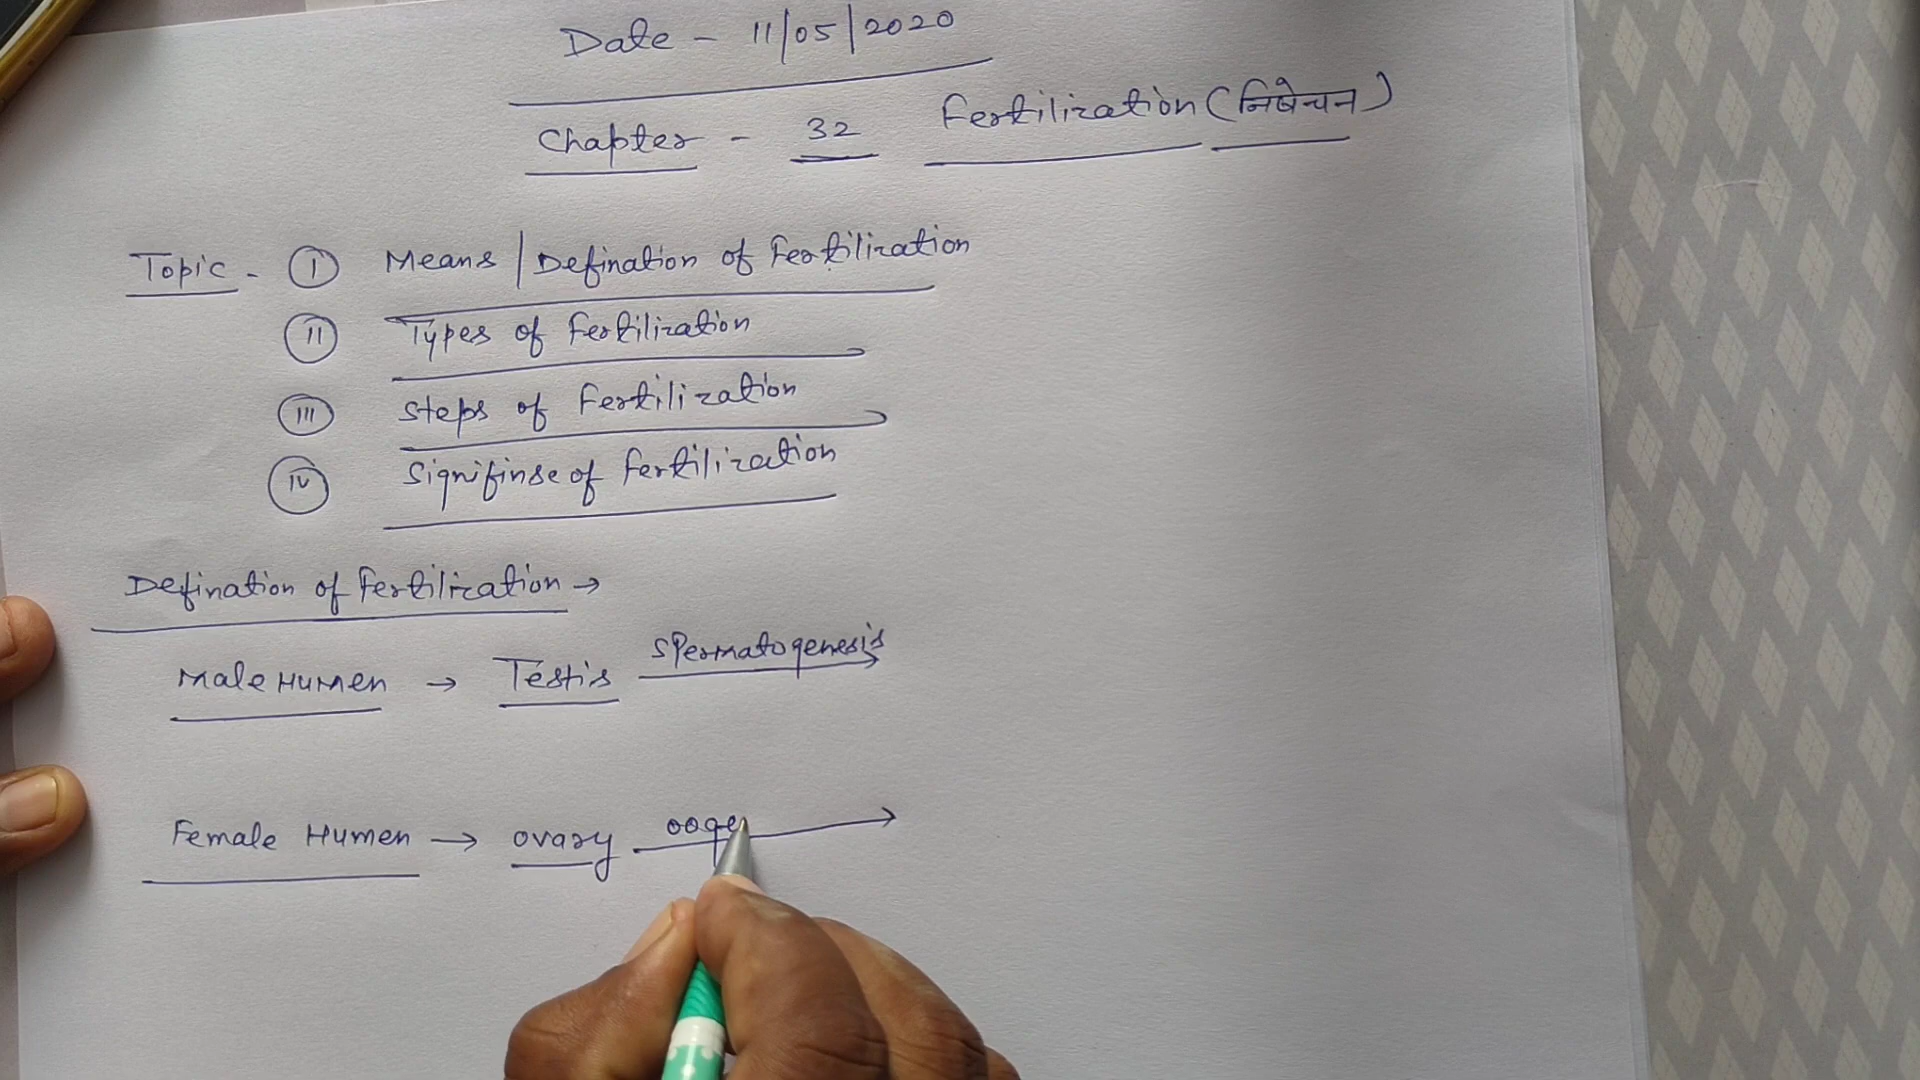 Date - 11/05/2020
Chapter - 32 Fertilization (निषेचन)
Topic - I Means | Defination of Fertilization
II Types of Fertilization
III Steps of Fertilization
IV Signifinse of Fertilization
Defination of Fertilization →
Male Humen → Testis Spermatogenesis →
Female Humen → ovary ooge →